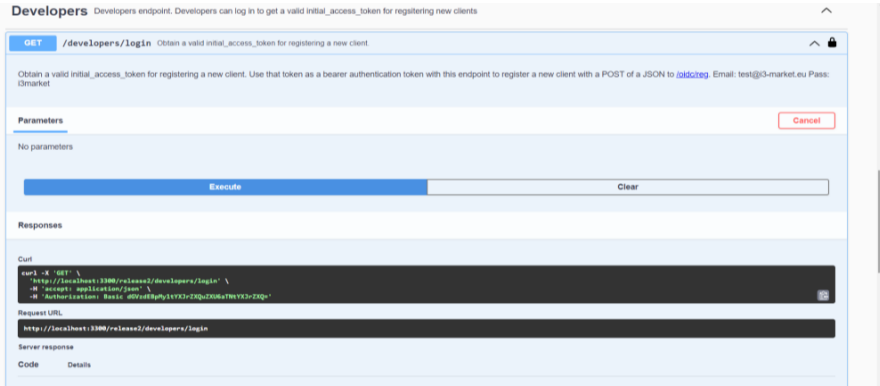 Developers Developers endpoint. Developers can log in to get a valid initial_access_token for regsitering new clients
GET /developers/login Obtain a valid initial_access_token for registering a new client.
Obtain a valid initial_access_token for registering a new client. Use that token as a bearer authentication token with this endpoint to register a new client with a POST of a JSON to /oidc/reg. Email: test@i3-market.eu Pass:
i3market
Parameters
Cancel
No parameters
Execute Clear
Responses
Curl
curl -X 'GET' \
'http://localhost:3300/release2/developers/login' \
-H 'accept: application/json' \
-H 'Authorization: Basic
Request URL
http://localhost:3300/release2/developers/login
Server response
Code Details